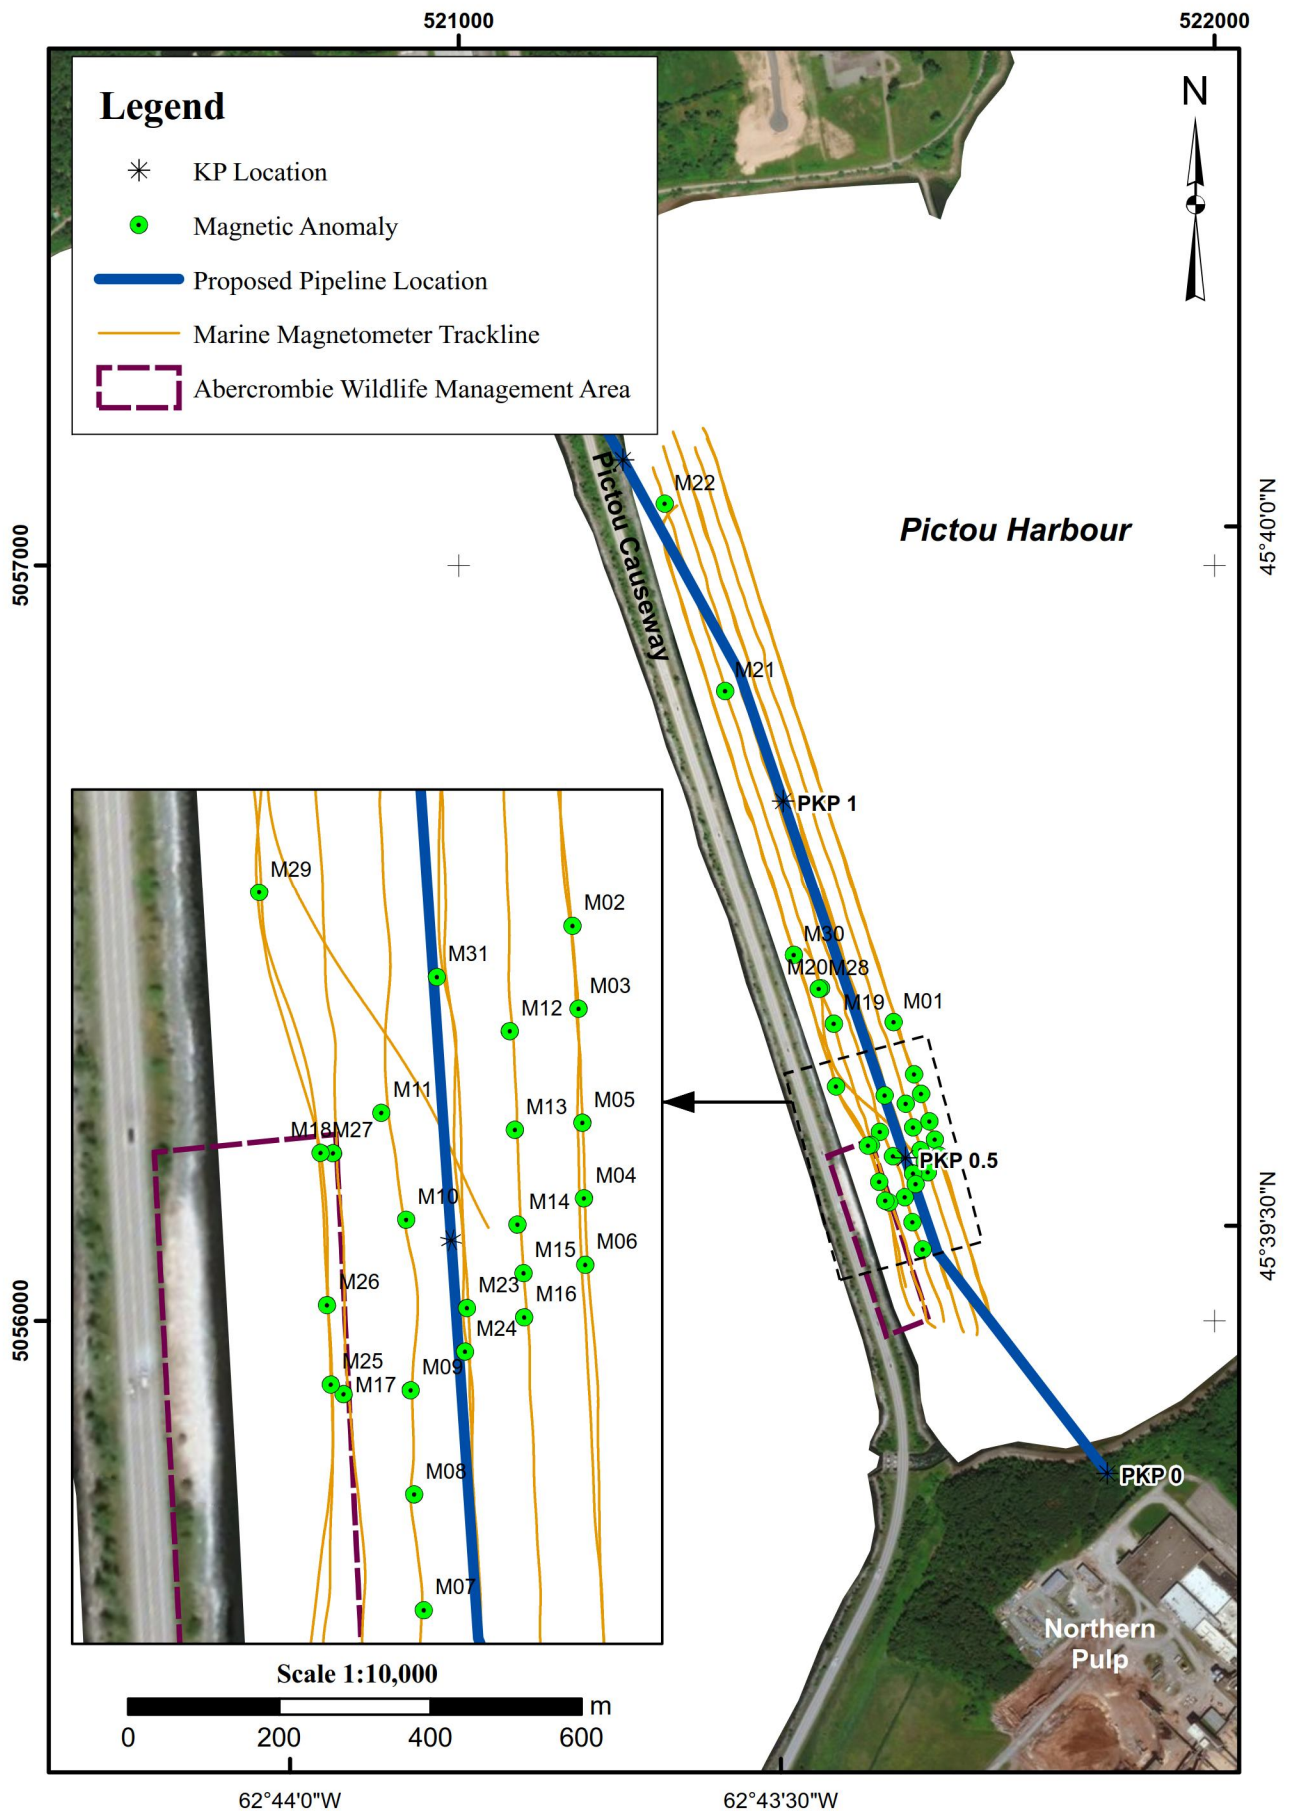 521000
522000
Legend
KP Location
Magnetic Anomaly
Proposed Pipeline Location
Marine Magnetometer Trackline
Abercrombie Wildlife Management Area
N
Pictou Causeway
M22
Pictou Harbour
45°40'0"N
5057000
M21
PKP 1
M30
M20M28
M19
M01
PKP 0.5
45°39'30"N
5056000
PKP 0
Northern
Pulp
M29
M02
M31
M03
M12
M11
M13
M05
M18M27
M04
M10
M14
M15
M06
M26
M23
M16
M24
M25
M09
M17
M08
M07
Scale 1:10,000
m
0
200
400
600
62°44'0"W
62°43'30"W